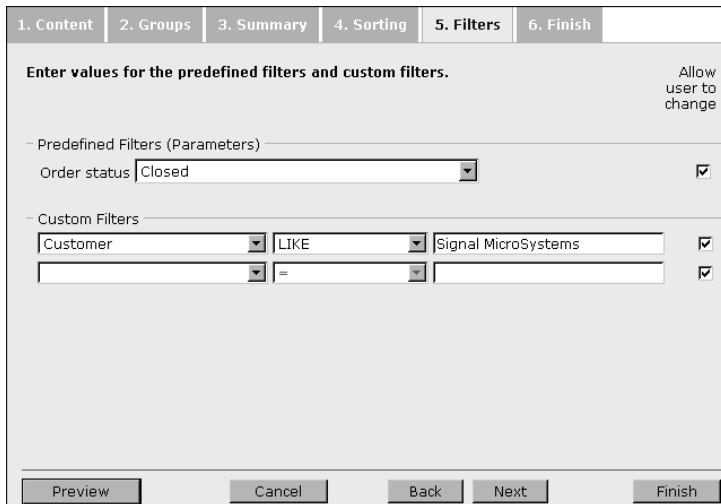 1. Content 2. Groups 3. Summary 4. Sorting 5. Filters 6. Finish
Enter values for the predefined filters and custom filters.
Allow
user to
change
Predefined Filters (Parameters)
Order status Closed
Custom Filters
Customer LIKE Signal MicroSystems
=
Preview Cancel Back Next Finish